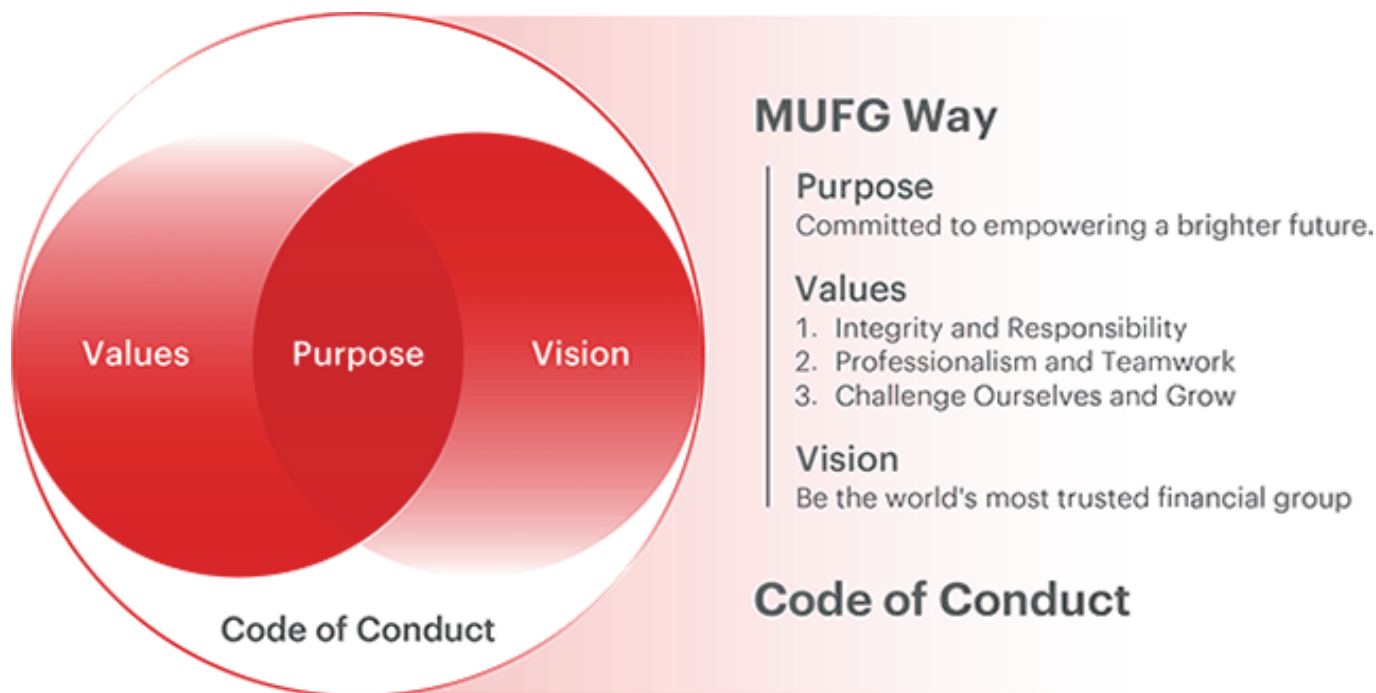 Values
Purpose
Vision
Code of Conduct
MUFG Way
Purpose
Committed to empowering a brighter future.
Values
1. Integrity and Responsibility
2. Professionalism and Teamwork
3. Challenge Ourselves and Grow
Vision
Be the world's most trusted financial group
Code of Conduct